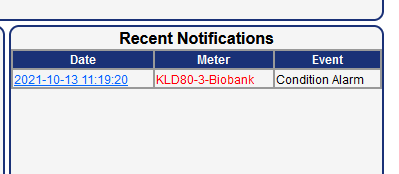 Recent Notifications
Date Meter Event
2021-10-13 11:19:20 KLD80-3-Biobank Condition Alarm